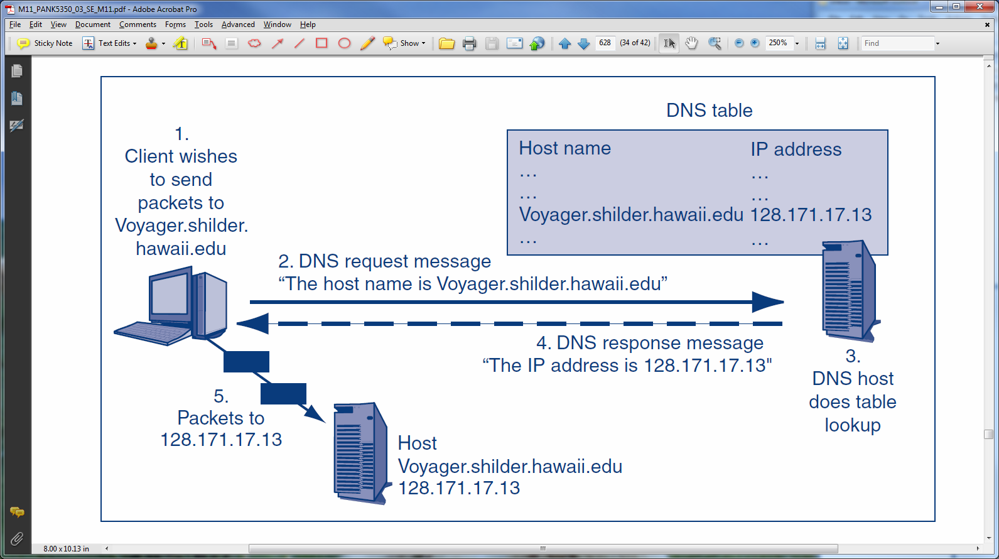 M11_PANK5350_03_SE_M11.pdf - Adobe Acrobat Pro
File Edit View Document Comments Forms Tools Advanced Window Help
Sticky Note Text Edits Show 628 (34 of 42) 250% Find
DNS table
Host name IP address
... ...
... ...
Voyager.shilder.hawaii.edu 128.171.17.13
... ...
1.
Client wishes
to send
packets to
Voyager.shilder.
hawaii.edu
2. DNS request message
“The host name is Voyager.shilder.hawaii.edu”
4. DNS response message
“The IP address is 128.171.17.13"
3.
DNS host
does table
lookup
5.
Packets to
128.171.17.13
Host
Voyager.shilder.hawaii.edu
128.171.17.13
8.00 x 10.13 in